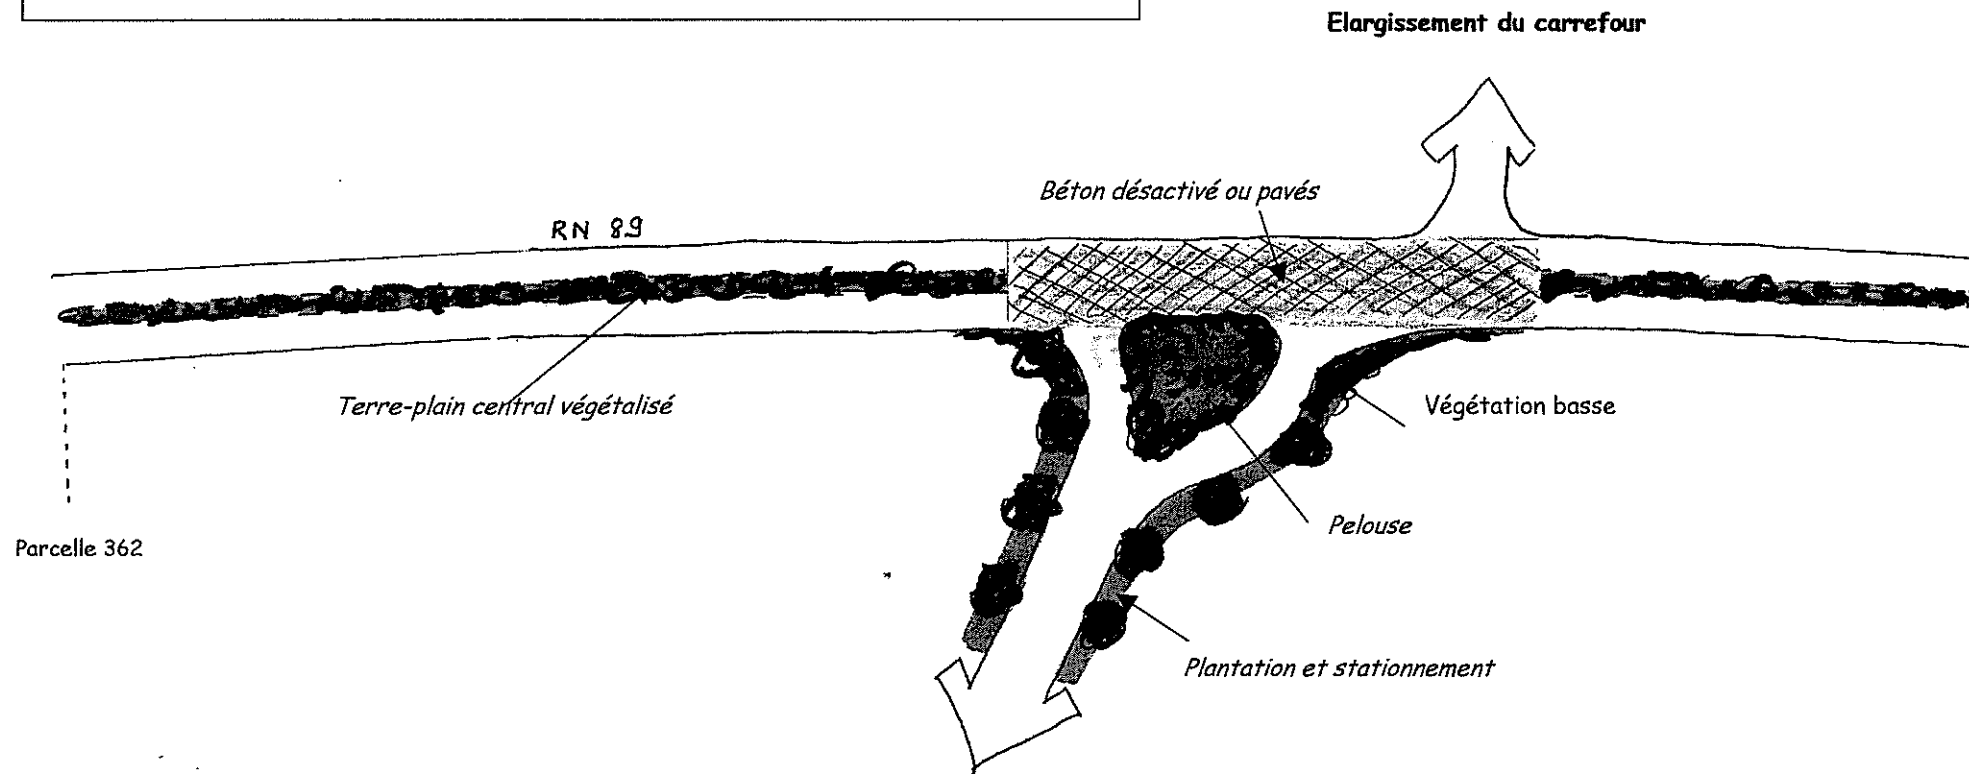 Elargissement du carrefour
Béton désactivé ou pavés
RN 89
Terre-plain central végétalisé
Végétation basse
Pelouse
Parcelle 362
Plantation et stationnement